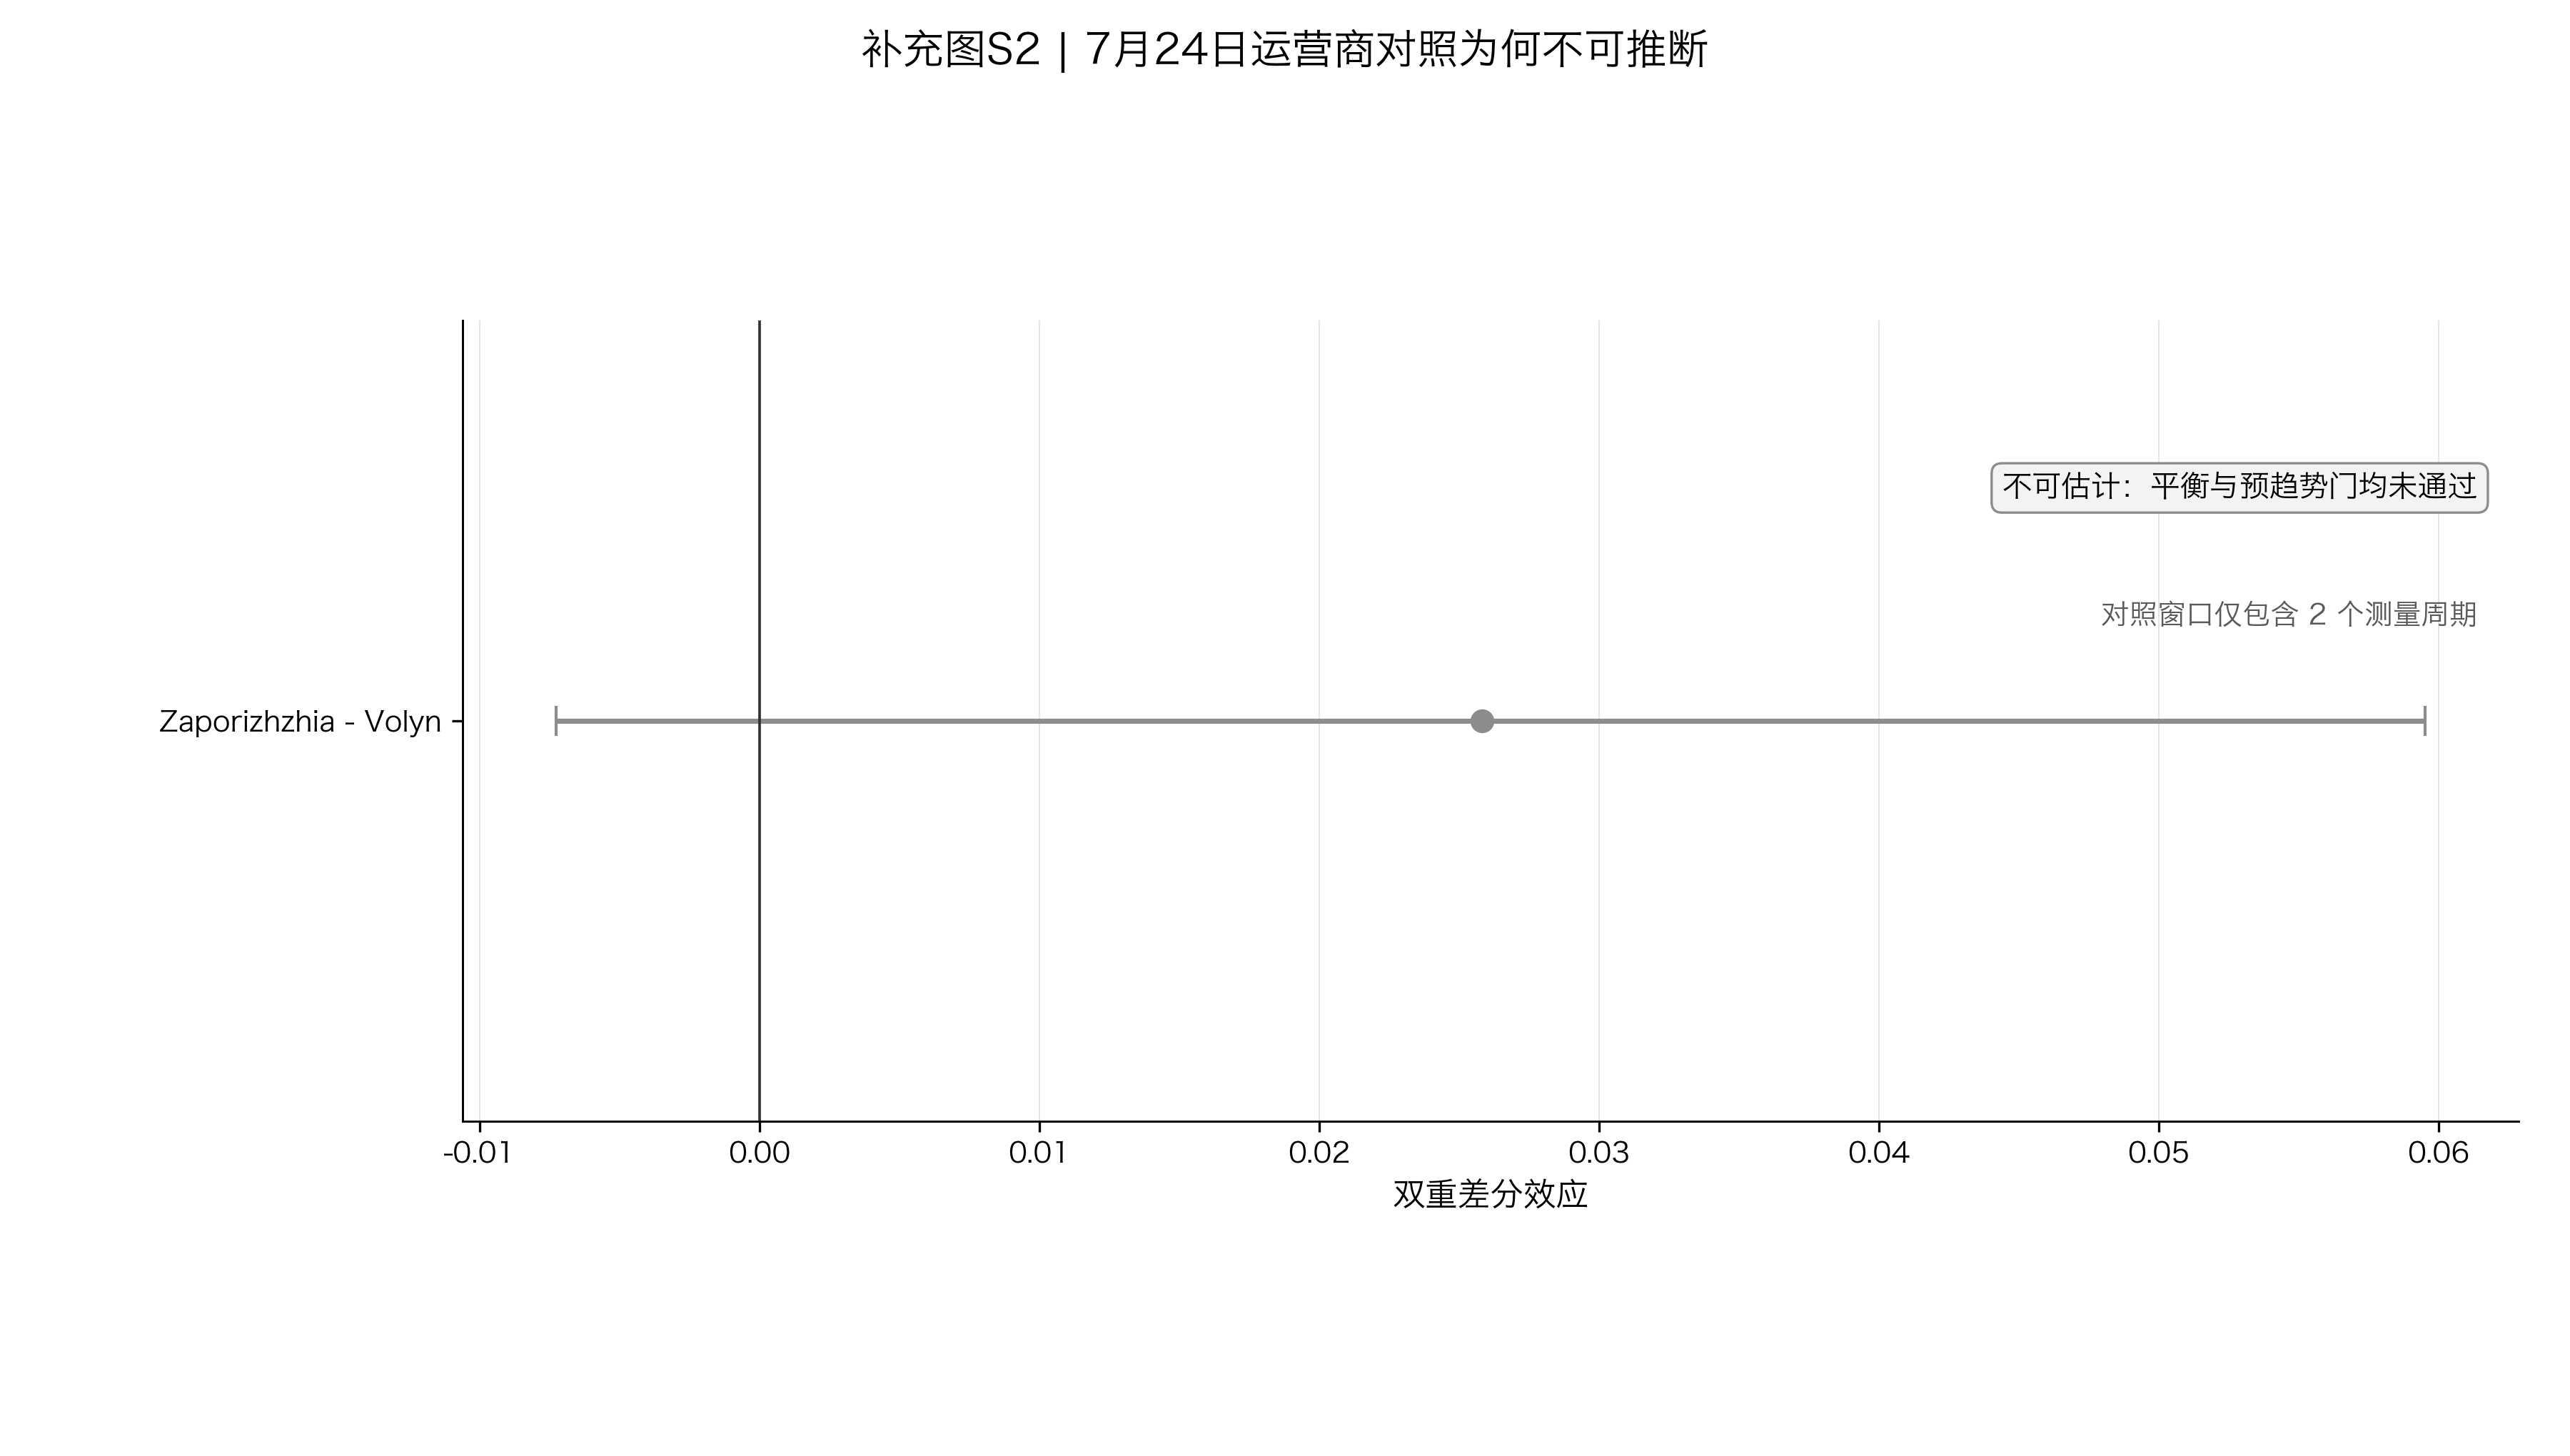 补充图S2 | 7月24日运营商对照为何不可推断
不可估计：平衡与预趋势门均未通过
对照窗口仅包含 2 个测量周期
Zaporizhzhia - Volyn
-0.01 0.00 0.01 0.02 0.03 0.04 0.05 0.06
双重差分效应